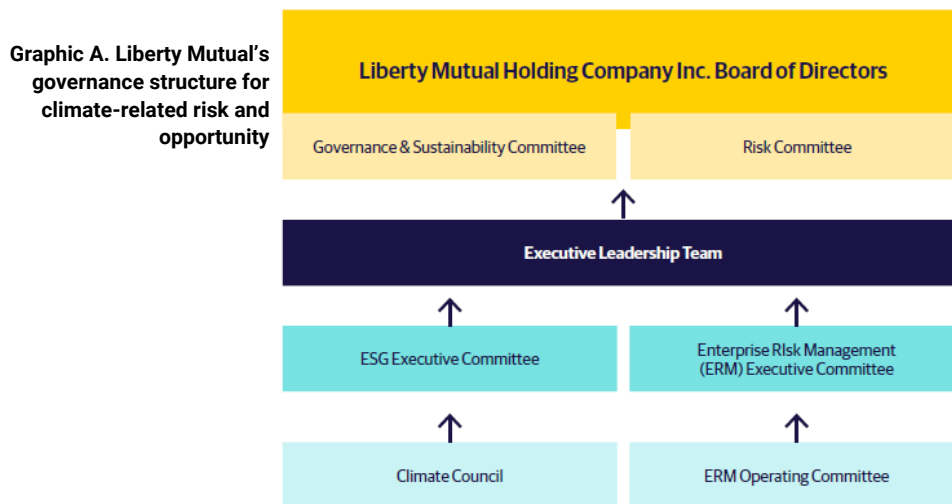 Graphic A. Liberty Mutual's
governance structure for
climate-related risk and
opportunity
Liberty Mutual Holding Company Inc. Board of Directors
Governance & Sustainability Committee
Risk Committee
Executive Leadership Team
ESG Executive Committee
Enterprise RIsk Management
(ERM) Executive Committee
Climate Council
ERM Operating Committee